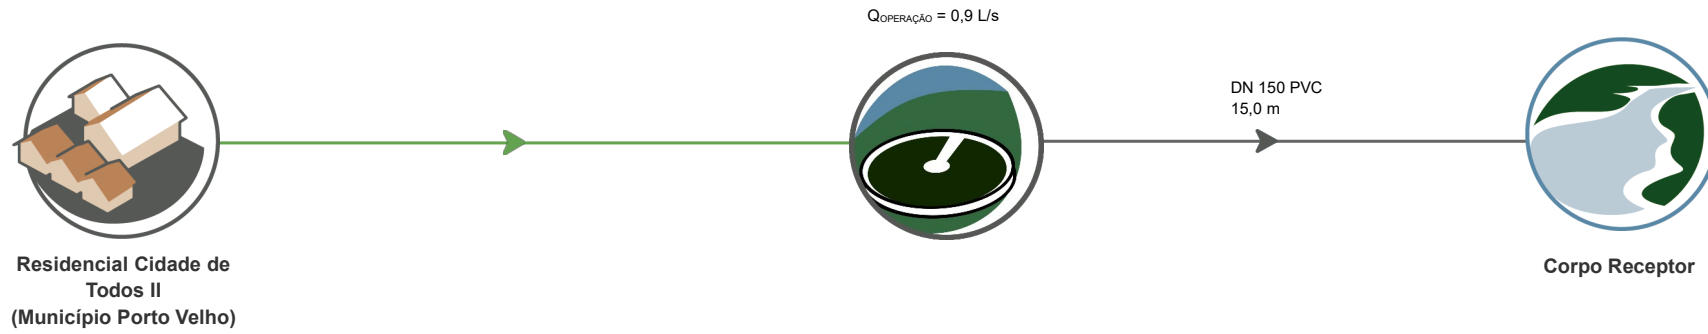 QOPERAÇÃO = 0,9 L/s
DN 150 PVC
15,0 m
Residencial Cidade de
Todos II
(Município Porto Velho)
Corpo Receptor